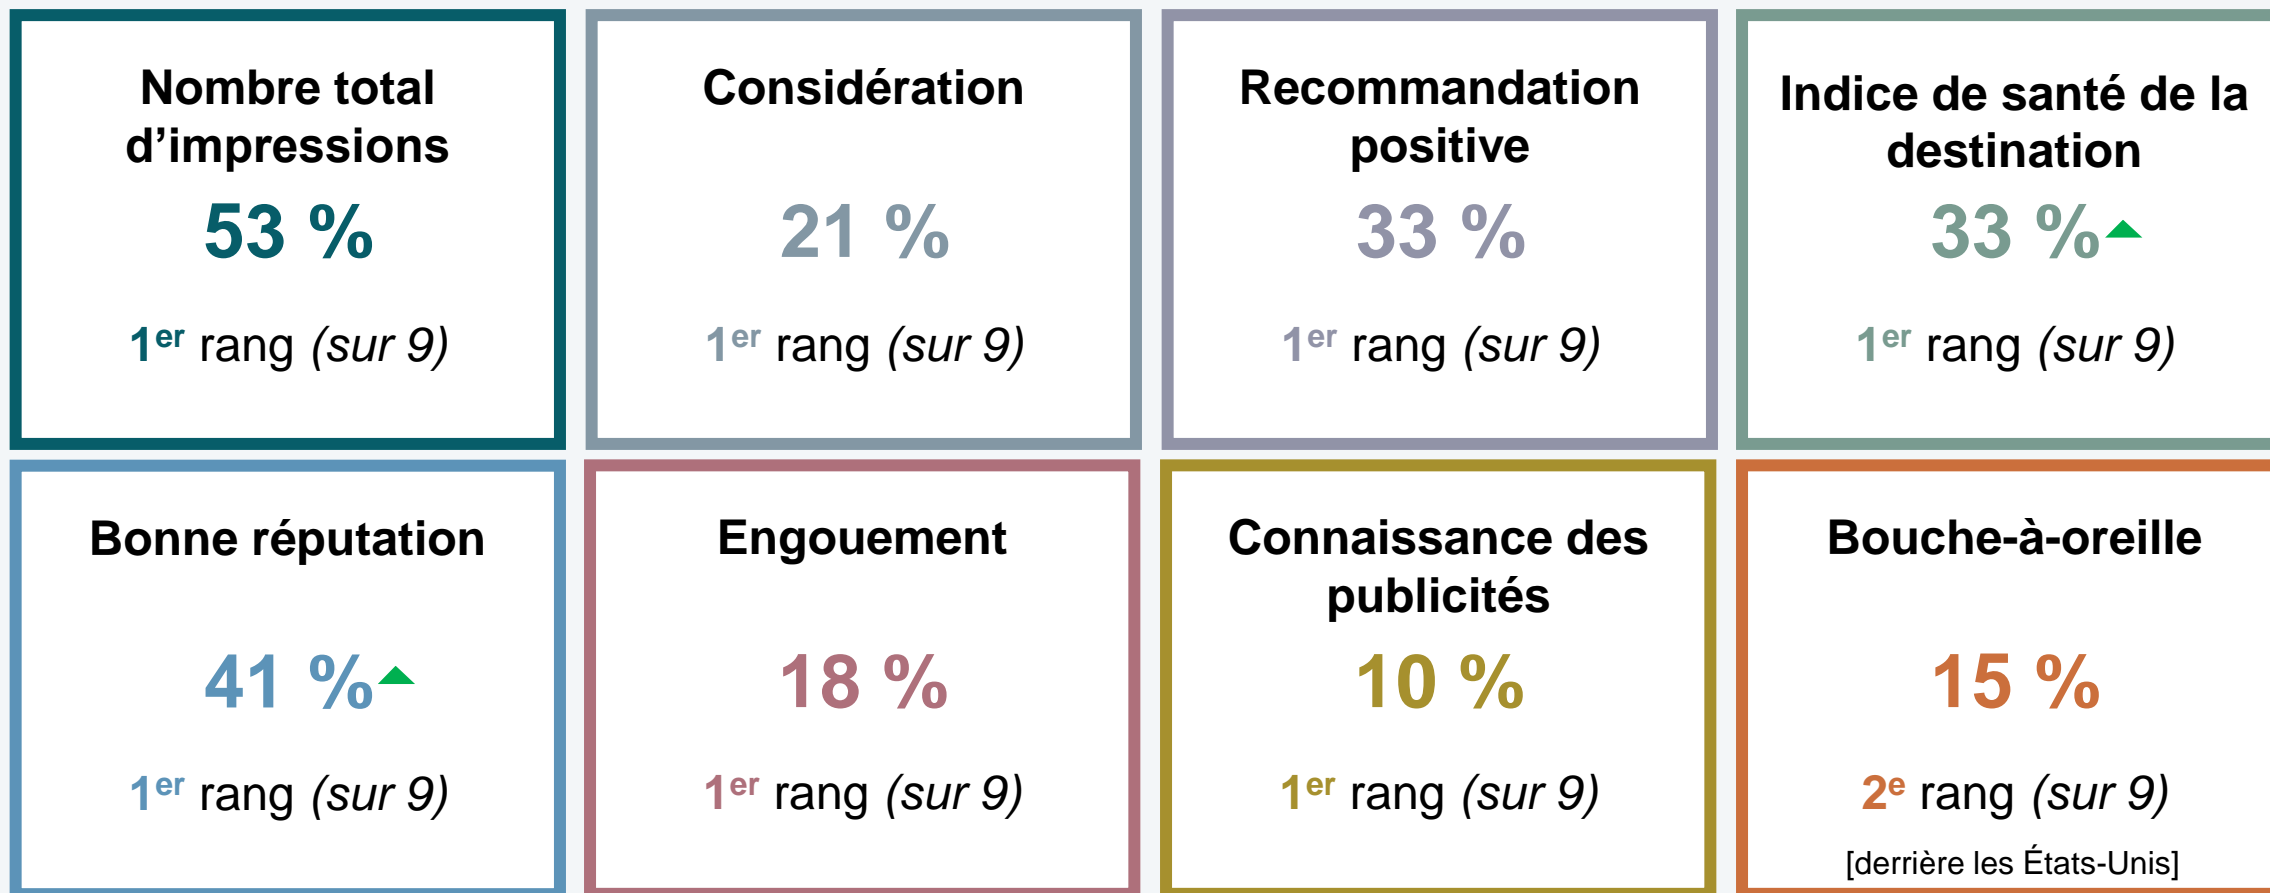 Nombre total
d’impressions
53 %
1er rang (sur 9)
Considération
21 %
1er rang (sur 9)
Recommandation
positive
33 %
1er rang (sur 9)
Indice de santé de la
destination
33 %
1er rang (sur 9)
Bonne réputation
41 %
1er rang (sur 9)
Engouement
18 %
1er rang (sur 9)
Connaissance des
publicités
10 %
1er rang (sur 9)
Bouche-à-oreille
15 %
2e rang (sur 9)
[derrière les États-Unis]